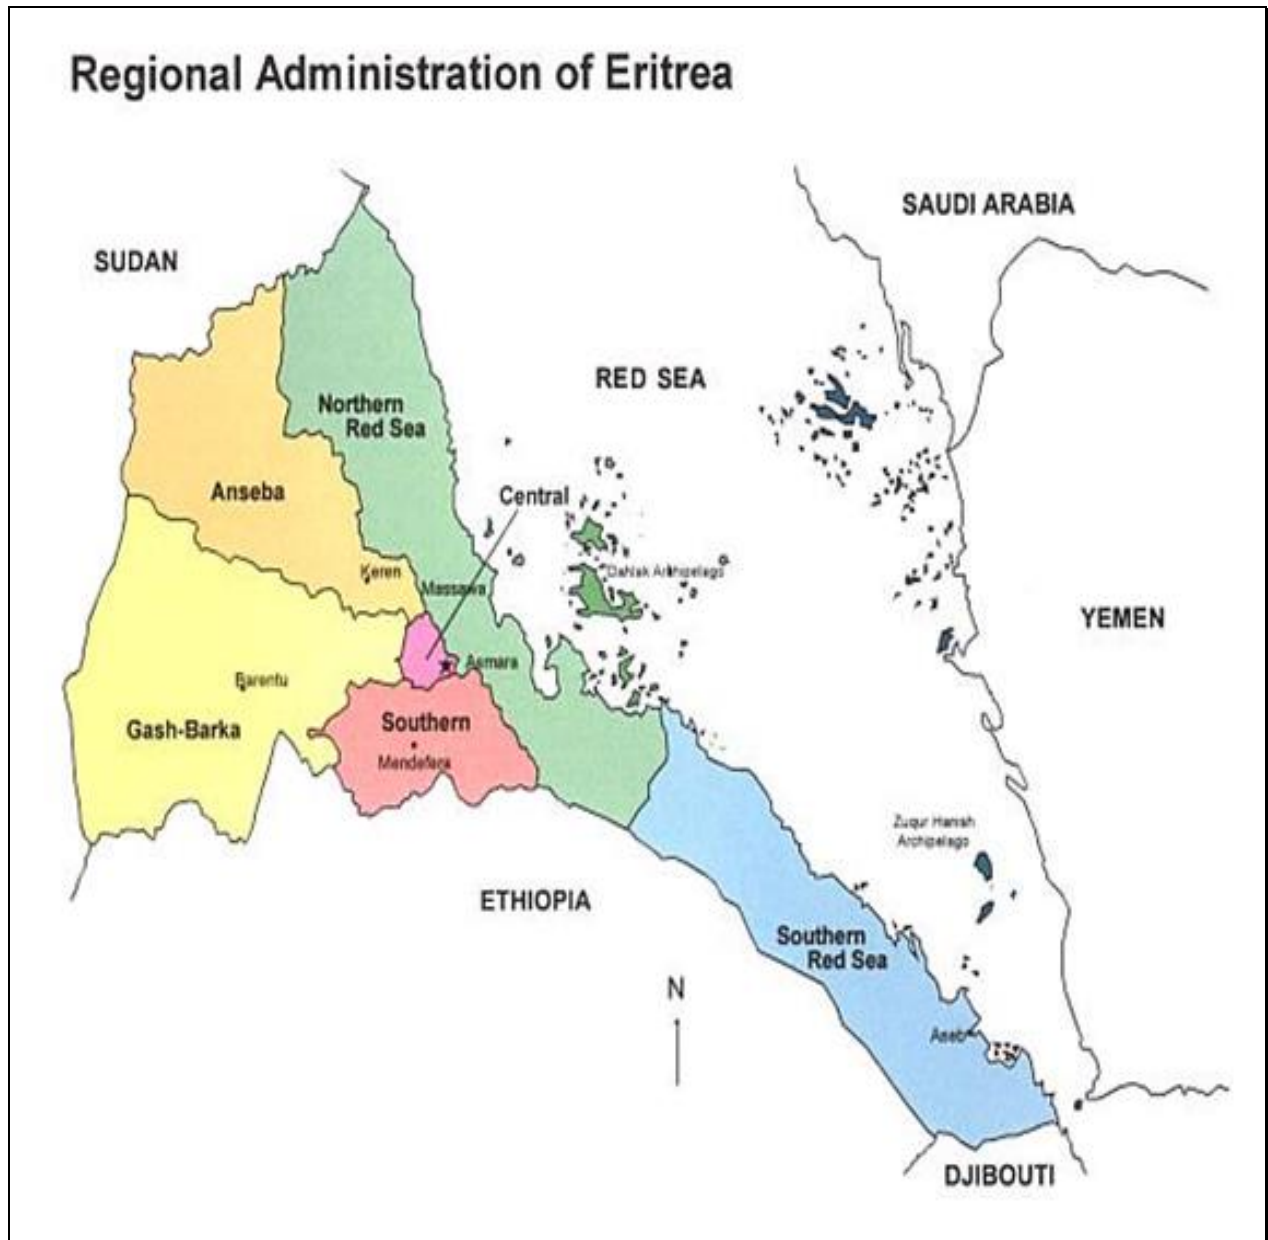 Regional Administration of Eritrea
SAUDI ARABIA
SUDAN
RED SEA
Northern
Red Sea
Anseba
Central
Keren
Dahlak Archipelago
Massawa
YEMEN
Asmara
Barentu
Gash-Barka
Southern
Mendefera
Zuqur Hanish
Archipelago
ETHIOPIA
Southern
Red Sea
N
Aseb
DJIBOUTI